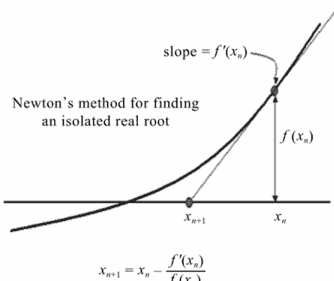 slope = f′(xₙ)
Newton's method for finding
an isolated real root
f (xₙ)
xₙ₊₁
xₙ
xₙ₊₁ = xₙ − f′(xₙ)
f(xₙ)